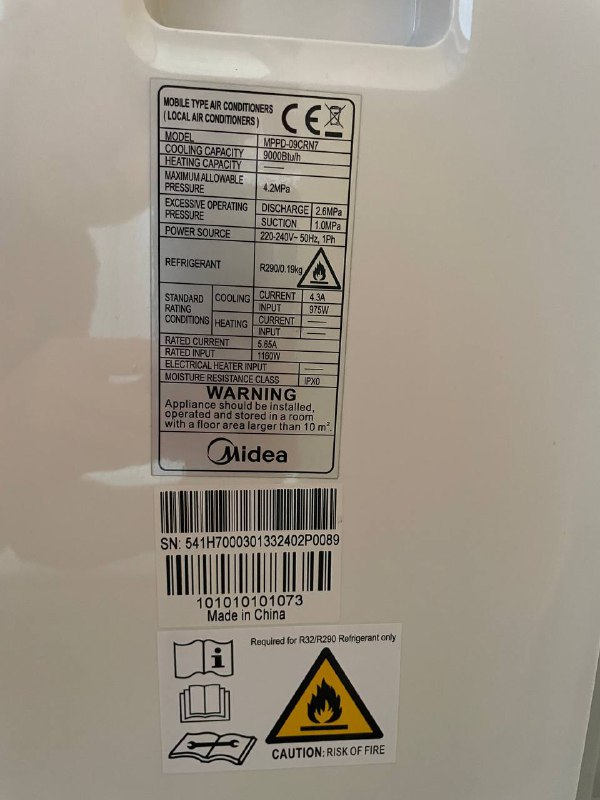 MOBILE TYPE AIR CONDITIONERS
( LOCAL AIR CONDITIONERS )
CE
MODEL MPPD-09CRN7
COOLING CAPACITY 9000Btu/h
HEATING CAPACITY ——
MAXIMUM ALLOWABLE
PRESSURE 4.2MPa
EXCESSIVE OPERATING
PRESSURE
DISCHARGE 2.6MPa
SUCTION 1.0MPa
POWER SOURCE 220-240V~ 50Hz, 1Ph
REFRIGERANT R290/0.19kg
STANDARD
RATING
CONDITIONS
COOLING CURRENT 4.3A
INPUT 975W
HEATING CURRENT ——
INPUT ——
RATED CURRENT 5.65A
RATED INPUT 1160W
ELECTRICAL HEATER INPUT ——
MOISTURE RESISTANCE CLASS IPX0
WARNING
Appliance should be installed,
operated and stored in a room
with a floor area larger than 10 m².
Midea
SN: 541H7000301332402P0089
101010101073
Made in China
Required for R32/R290 Refrigerant only
i
CAUTION: RISK OF FIRE